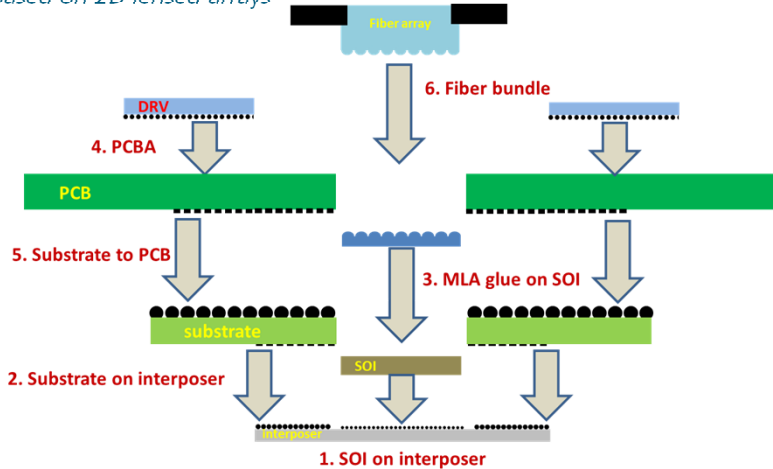 Fiber array
6. Fiber bundle
DRV
4. PCBA
PCB
5. Substrate to PCB
3. MLA glue on SOI
substrate
SOI
2. Substrate on interposer
interposer
1. SOI on interposer